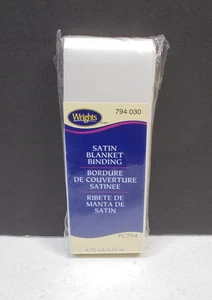 Wrights
794 030
SATIN
BLANKET
BINDING
BORDURE
DE COUVERTURE
SATINEE
RIBETE DE
MANTA DE
SATIN